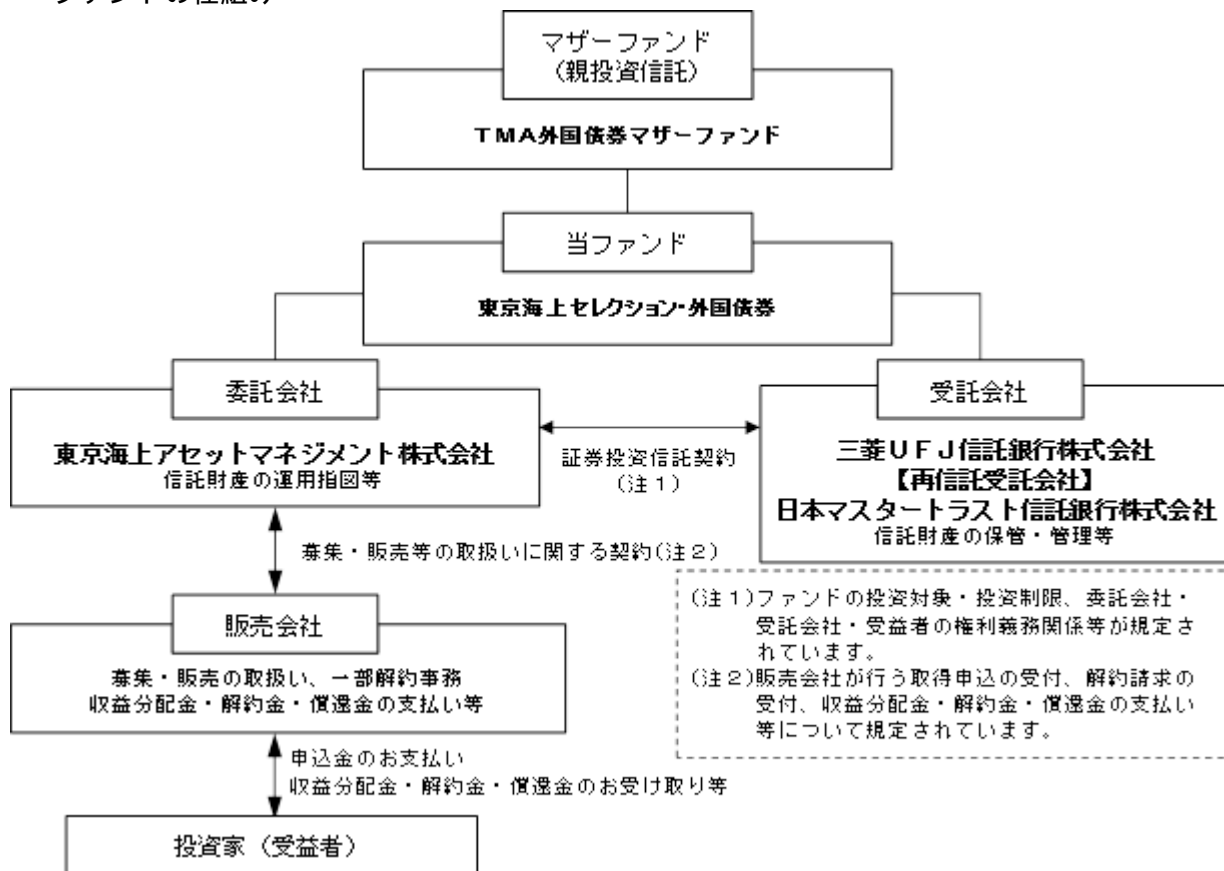 ファンドの仕組み
マザーファンド
(親投資信託)
TMA外国債券マザーファンド
当ファンド
東京海上セレクション・外国債券
委託会社
東京海上アセットマネジメント株式会社
信託財産の運用指図等
証券投資信託契約
(注1)
受託会社
三菱UFJ信託銀行株式会社
【再信託受託会社】
日本マスタートラスト信託銀行株式会社
信託財産の保管・管理等
募集・販売等の取扱いに関する契約(注2)
(注1)ファンドの投資対象・投資制限、委託会社・
受託会社・受益者の権利義務関係等が規定さ
れています。
(注2)販売会社が行う取得申込の受付、解約請求の
受付、収益分配金・解約金・償還金の支払い
等について規定されています。
販売会社
募集・販売の取扱い、一部解約事務
収益分配金・解約金・償還金の支払い等
申込金のお支払い
収益分配金・解約金・償還金のお受け取り等
投資家(受益者)